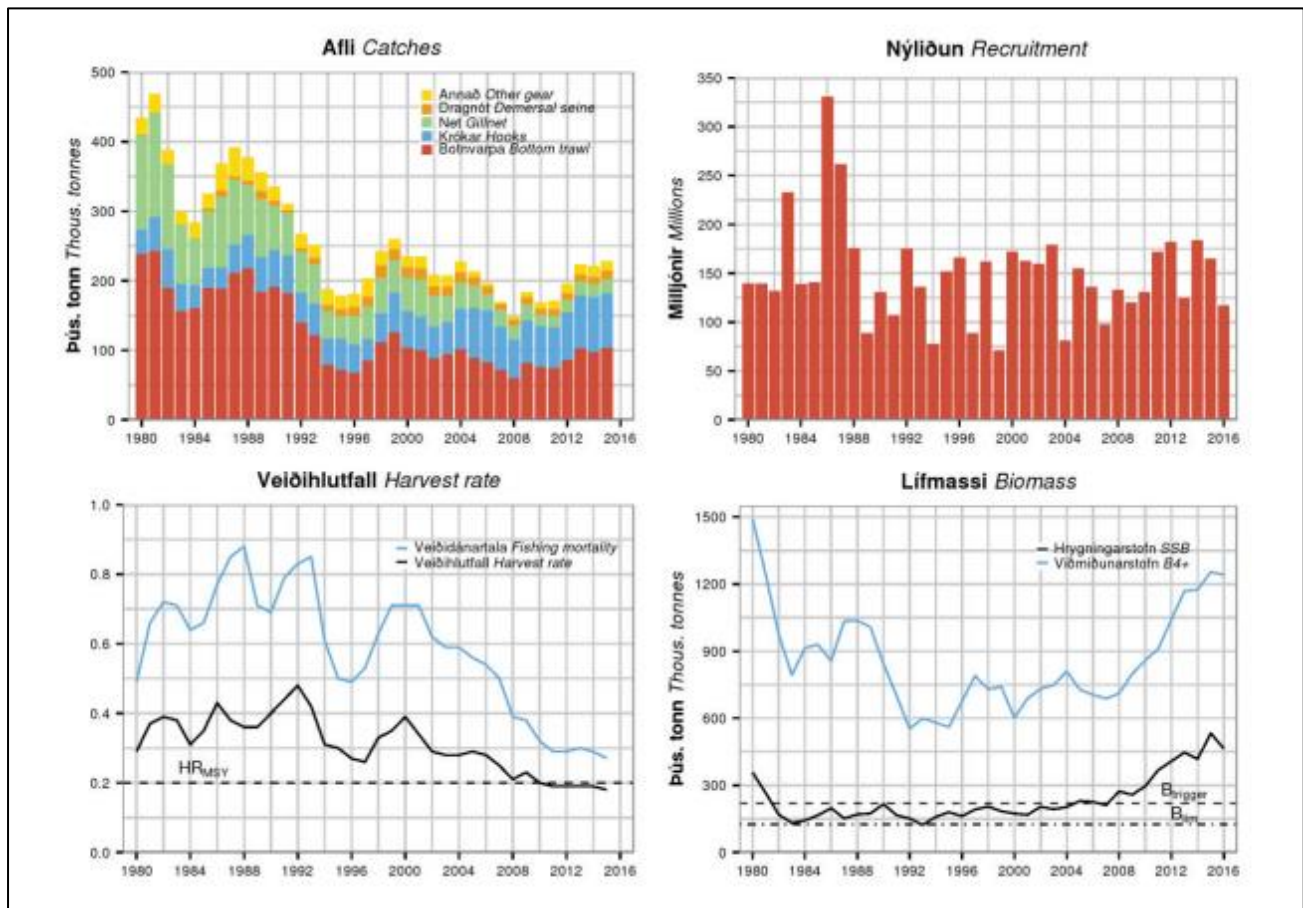 Afli Catches
Þús. tonn Thous. tonnes
500
400
300
200
100
0
Annað Other gear
Dragnót Demersal seine
Net Gillnet
Krókar Hooks
Botnvarpa Bottom trawl
1980 1984 1988 1992 1996 2000 2004 2008 2012 2016
Nýliðun Recruitment
Milljónir Millions
350
300
250
200
150
100
50
0
1980 1984 1988 1992 1996 2000 2004 2008 2012 2016
Veiðihlutfall Harvest rate
1.0
0.8
0.6
0.4
0.2
0.0
Veiðidánartala Fishing mortality
Veiðihlutfall Harvest rate
HRMSY
1980 1984 1988 1992 1996 2000 2004 2008 2012 2016
Lífmassi Biomass
Þús. tonn Thous. tonnes
1500
1200
900
600
300
0
Hrygningarstofn SSB
Viðmiðunarstofn B4+
Btrigger
Blim
1980 1984 1988 1992 1996 2000 2004 2008 2012 2016